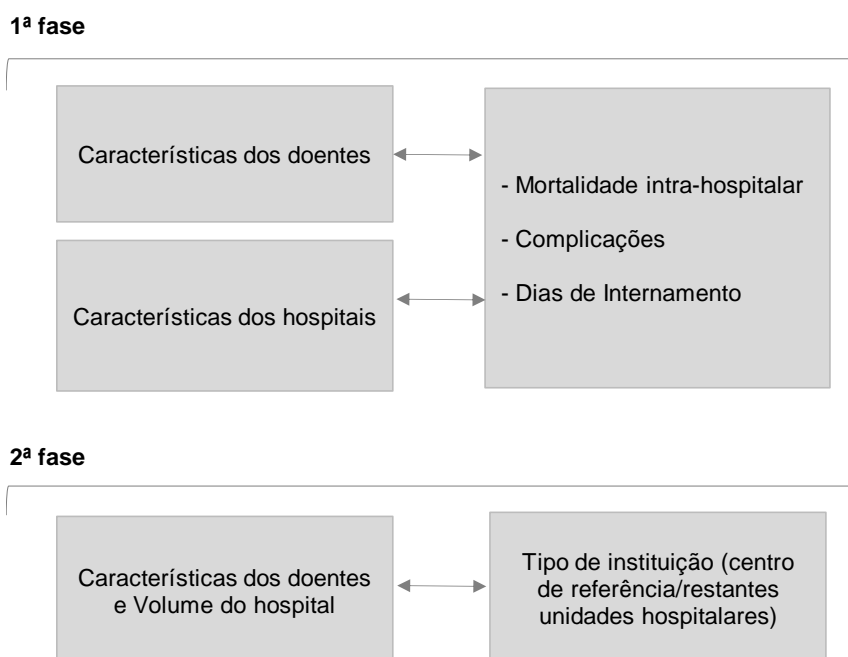 1ª fase
Características dos doentes
Características dos hospitais
- Mortalidade intra-hospitalar
- Complicações
- Dias de Internamento
2ª fase
Características dos doentes
e Volume do hospital
Tipo de instituição (centro
de referência/restantes
unidades hospitalares)